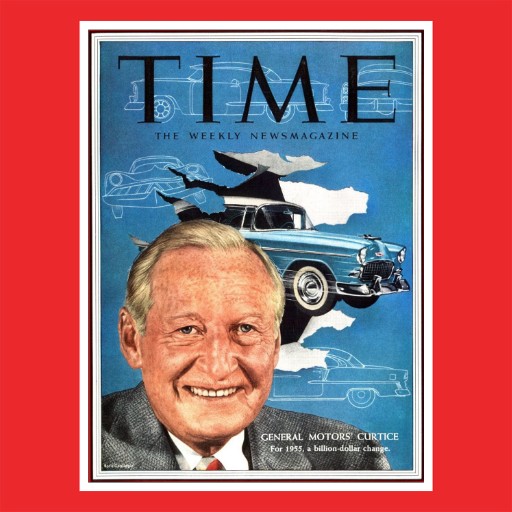 TIME
THE WEEKLY NEWSMAGAZINE
GENERAL MOTORS' CURTICE
For 1955, a billion-dollar change.